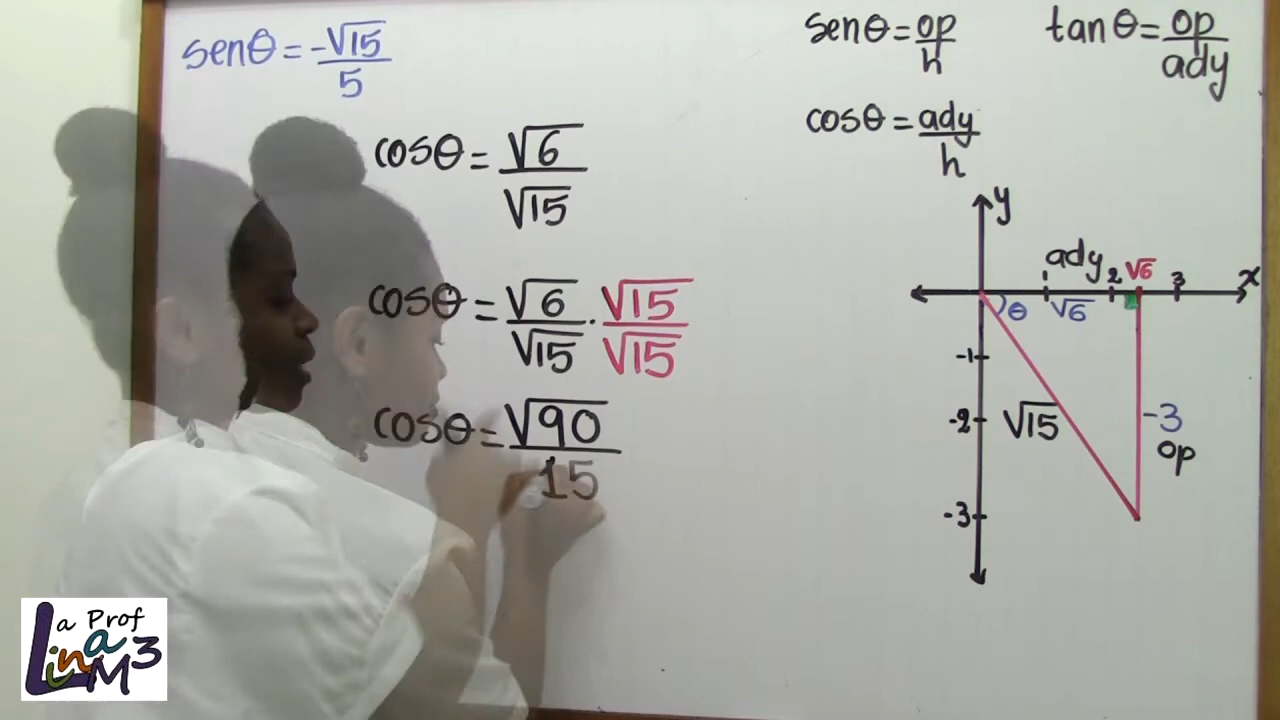 senθ = -√15/5
cosθ = √6/√15
cosθ = √6/√15 · √15/√15
cosθ = √90/15
senθ = op/h
tanθ = op/ady
cosθ = ady/h
y
ady
1 2 √6 3 x
θ √6
-1
-2 √15 -3
op
-3
La Prof
Lina M3